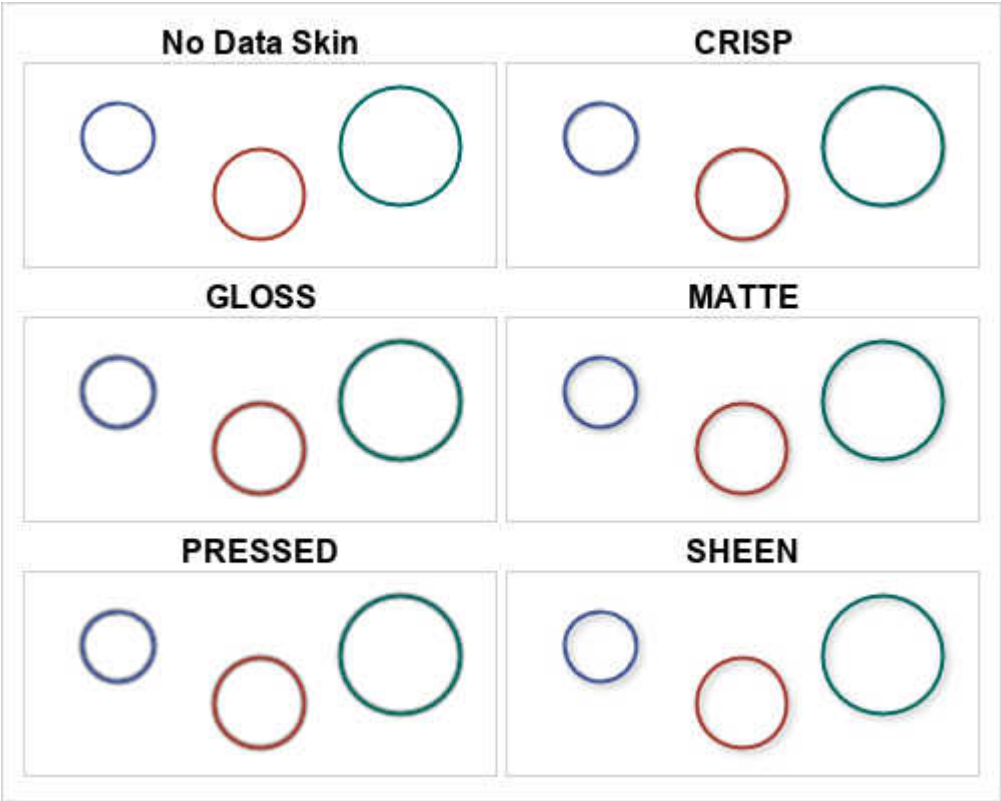 No Data Skin
CRISP
GLOSS
MATTE
PRESSED
SHEEN